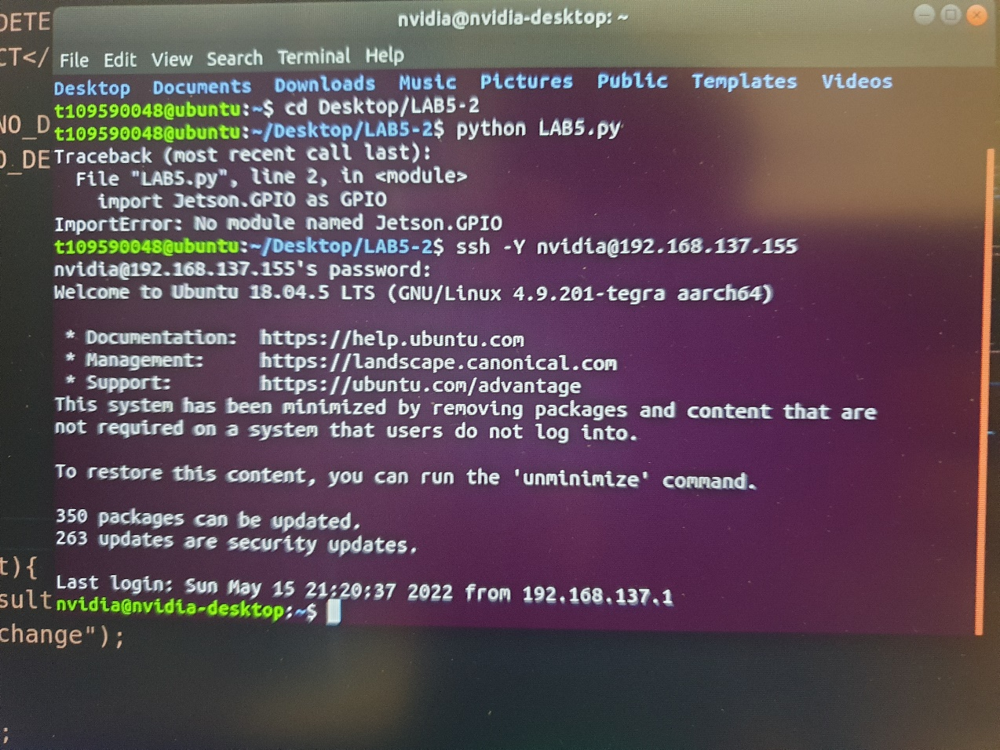 nvidia@nvidia-desktop: ~
DETE
CT</
File Edit View Search Terminal Help
Desktop Documents Downloads Music Pictures Public Templates Videos
t109590048@ubuntu:~$ cd Desktop/LAB5-2
NO_D
t109590048@ubuntu:~/Desktop/LAB5-2$ python LAB5.py
O_DE
Traceback (most recent call last):
File "LAB5.py", line 2, in <module>
import Jetson.GPIO as GPIO
ImportError: No module named Jetson.GPIO
t109590048@ubuntu:~/Desktop/LAB5-2$ ssh -Y nvidia@192.168.137.155
nvidia@192.168.137.155's password:
Welcome to Ubuntu 18.04.5 LTS (GNU/Linux 4.9.201-tegra aarch64)
* Documentation: https://help.ubuntu.com
* Management: https://landscape.canonical.com
* Support: https://ubuntu.com/advantage
This system has been minimized by removing packages and content that are
not required on a system that users do not log into.
To restore this content, you can run the 'unminimize' command.
350 packages can be updated.
263 updates are security updates.
t){
Last login: Sun May 15 21:20:37 2022 from 192.168.137.1
sult
nvidia@nvidia-desktop:~$
change");
;